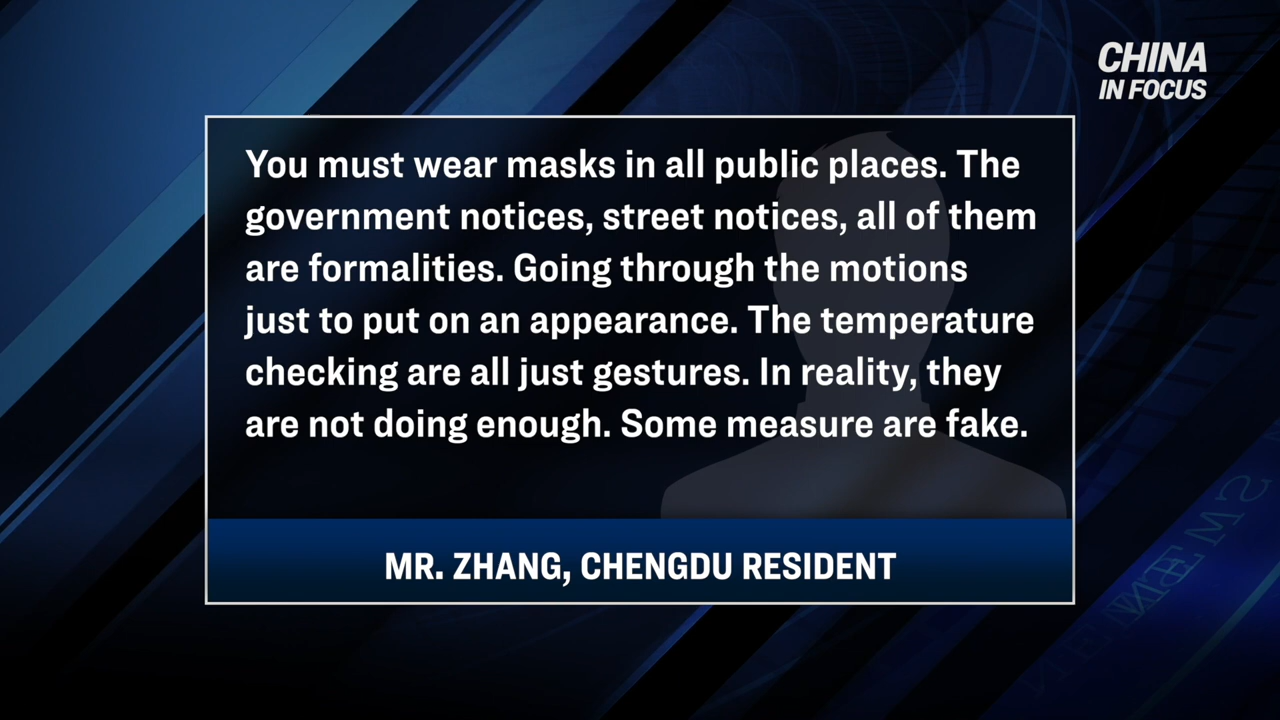 CHINA
IN FOCUS
You must wear masks in all public places. The
government notices, street notices, all of them
are formalities. Going through the motions
just to put on an appearance. The temperature
checking are all just gestures. In reality, they
are not doing enough. Some measure are fake.
MR. ZHANG, CHENGDU RESIDENT